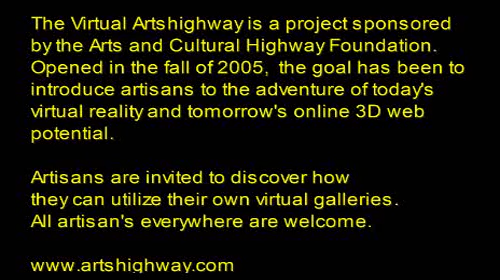 The Virtual Artshighway is a project sponsored
by the Arts and Cultural Highway Foundation.
Opened in the fall of 2005, the goal has been to
introduce artisans to the adventure of today's
virtual reality and tomorrow's online 3D web
potential.
Artisans are invited to discover how
they can utilize their own virtual galleries.
All artisan's everywhere are welcome.
www.artshighway.com